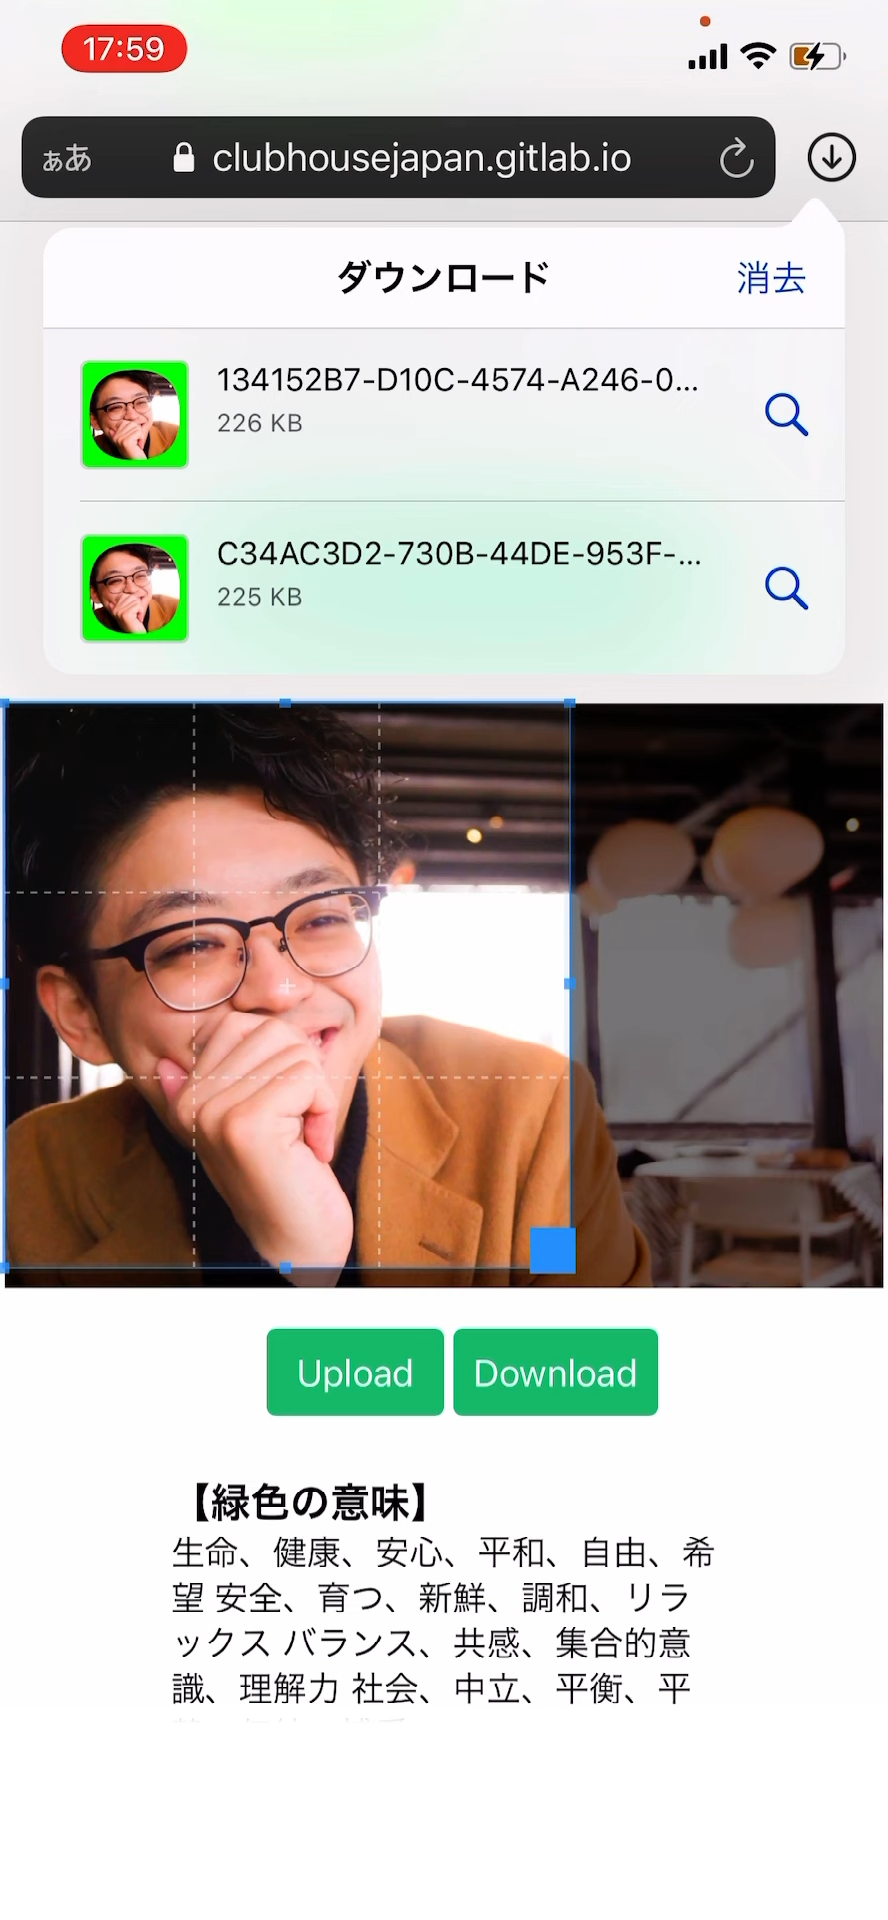 17:59
ぁあ clubhousejapan.gitlab.io
ダウンロード 消去
134152B7-D10C-4574-A246-0...
226 KB
C34AC3D2-730B-44DE-953F-...
225 KB
Upload Download
【緑色の意味】
生命、健康、安心、平和、自由、希
望 安全、育つ、新鮮、調和、リラ
ックス バランス、共感、集合的意
識、理解力 社会、中立、平衡、平